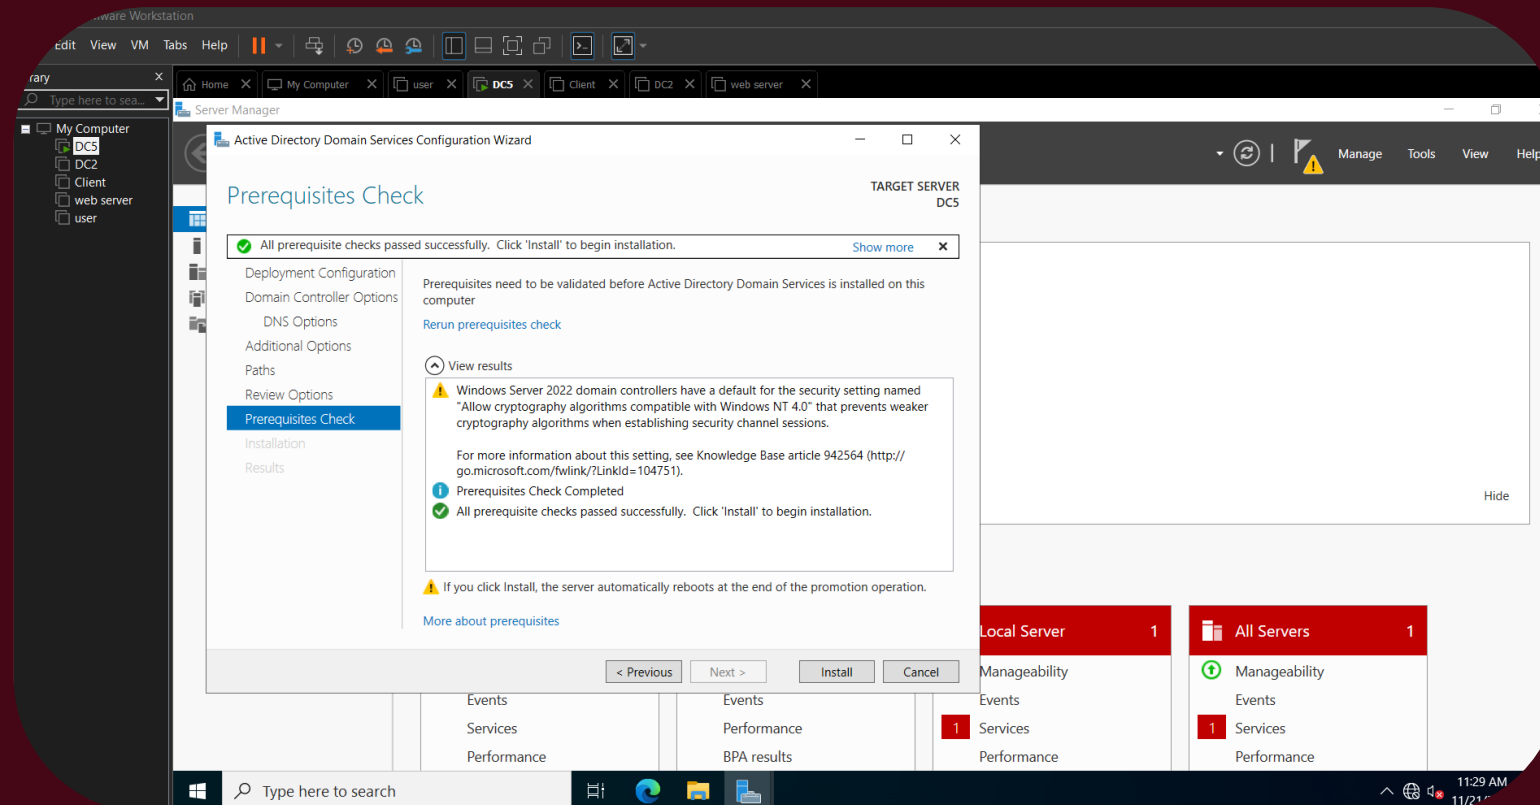 ware Workstation
Edit View VM Tabs Help
rary
Type here to sea...
My Computer
DC5
DC2
Client
web server
user
Home My Computer user DC5 Client DC2 web server
Server Manager
Manage Tools View Help
Active Directory Domain Services Configuration Wizard
Prerequisites Check
TARGET SERVER
DC5
All prerequisite checks passed successfully. Click 'Install' to begin installation.
Show more
Deployment Configuration
Domain Controller Options
DNS Options
Additional Options
Paths
Review Options
Prerequisites Check
Installation
Results
Prerequisites need to be validated before Active Directory Domain Services is installed on this
computer
Rerun prerequisites check
View results
Windows Server 2022 domain controllers have a default for the security setting named
"Allow cryptography algorithms compatible with Windows NT 4.0" that prevents weaker
cryptography algorithms when establishing security channel sessions.
For more information about this setting, see Knowledge Base article 942564 (http://
go.microsoft.com/fwlink/?LinkId=104751).
Prerequisites Check Completed
All prerequisite checks passed successfully. Click 'Install' to begin installation.
If you click Install, the server automatically reboots at the end of the promotion operation.
More about prerequisites
< Previous Next > Install Cancel
Hide
Events
Services
Performance
Events
Performance
BPA results
Local Server 1
Manageability
Events
1 Services
Performance
All Servers 1
Manageability
Events
1 Services
Performance
Type here to search
11:29 AM
11/21/